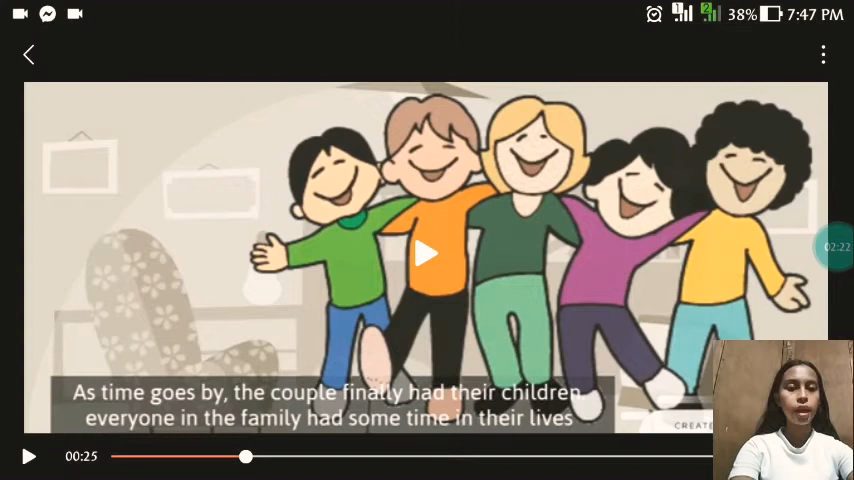 38% 7:47 PM
02:22
As time goes by, the couple finally had their children.
everyone in the family had some time in their lives
CREATE
00:25